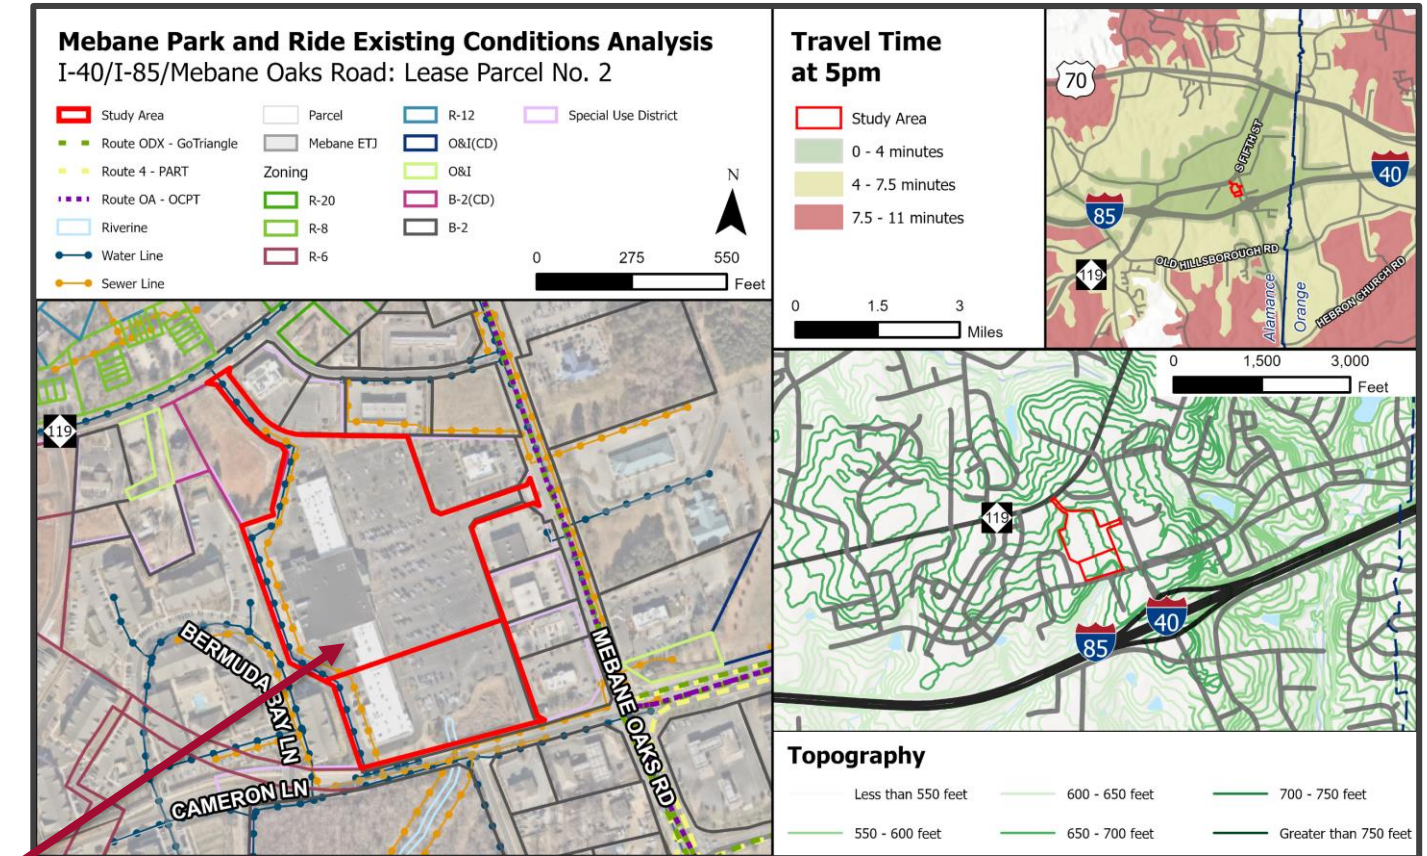 Mebane Park and Ride Existing Conditions Analysis
I-40/I-85/Mebane Oaks Road: Lease Parcel No. 2
Study Area
Route ODX - GoTriangle
Route 4 - PART
Route OA - OCPT
Riverine
Water Line
Sewer Line
Parcel
Mebane ETJ
Zoning
R-20
R-8
R-6
R-12
O&I(CD)
O&I
B-2(CD)
B-2
Special Use District
N
0 275 550
Feet
119
BERMUDA BAY LN
CAMERON LN
MEBANE OAKS RD
Travel Time
at 5pm
Study Area
0 - 4 minutes
4 - 7.5 minutes
7.5 - 11 minutes
0 1.5 3
Miles
70
S FIFTH ST
40
85
OLD HILLSBOROUGH RD
119
HEBRON CHURCH RD
Alamance
Orange
0 1,500 3,000
Feet
119
40
85
Topography
Less than 550 feet
550 - 600 feet
600 - 650 feet
650 - 700 feet
700 - 750 feet
Greater than 750 feet